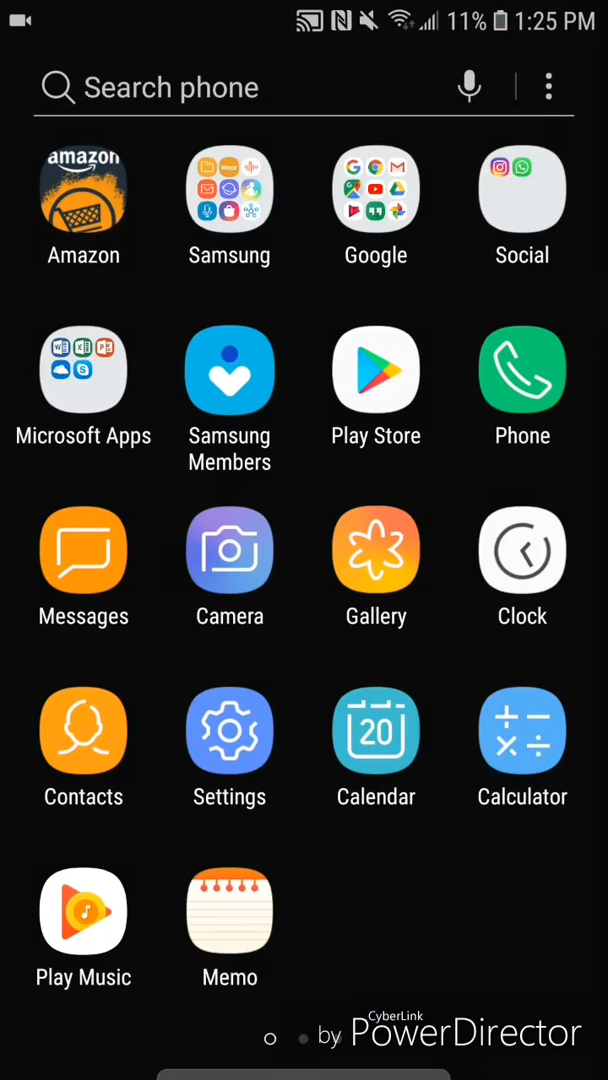 11% 1:25 PM
Search phone
amazon
Wear
Amazon
Samsung
Google
Social
Microsoft Apps
Samsung
Members
Play Store
Phone
Messages
Camera
Gallery
Clock
20
Contacts
Settings
Calendar
Calculator
Play Music
Memo
CyberLink
by PowerDirector